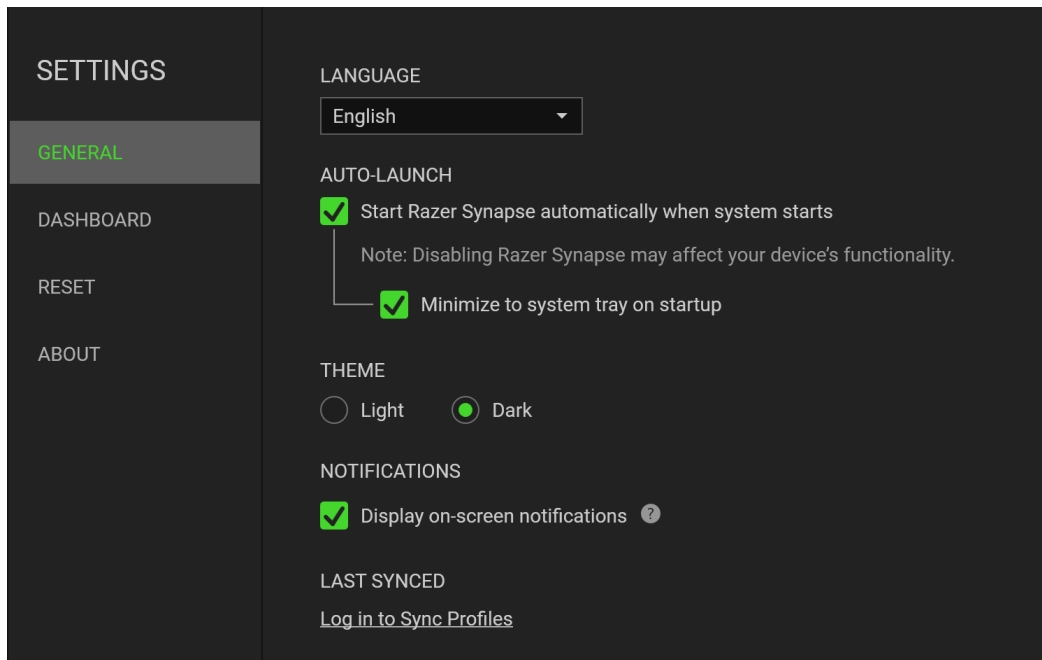 SETTINGS
GENERAL
DASHBOARD
RESET
ABOUT
LANGUAGE
English
AUTO-LAUNCH
Start Razer Synapse automatically when system starts
Note: Disabling Razer Synapse may affect your device’s functionality.
Minimize to system tray on startup
THEME
Light
Dark
NOTIFICATIONS
Display on-screen notifications ?
LAST SYNCED
Log in to Sync Profiles